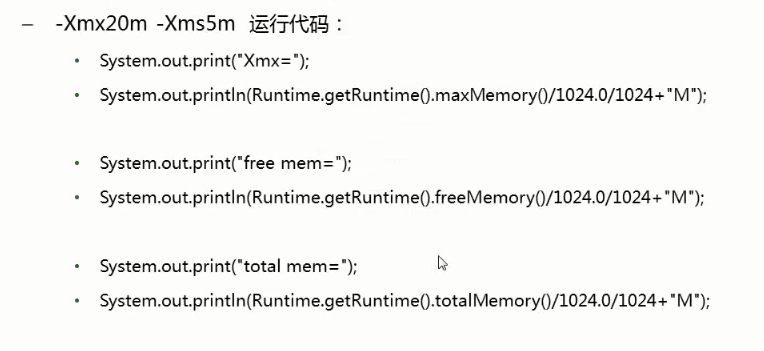 – -Xmx20m -Xms5m 运行代码：
• System.out.print("Xmx=");
• System.out.println(Runtime.getRuntime().maxMemory()/1024.0/1024+"M");
• System.out.print("free mem=");
• System.out.println(Runtime.getRuntime().freeMemory()/1024.0/1024+"M");
• System.out.print("total mem=");
• System.out.println(Runtime.getRuntime().totalMemory()/1024.0/1024+"M");